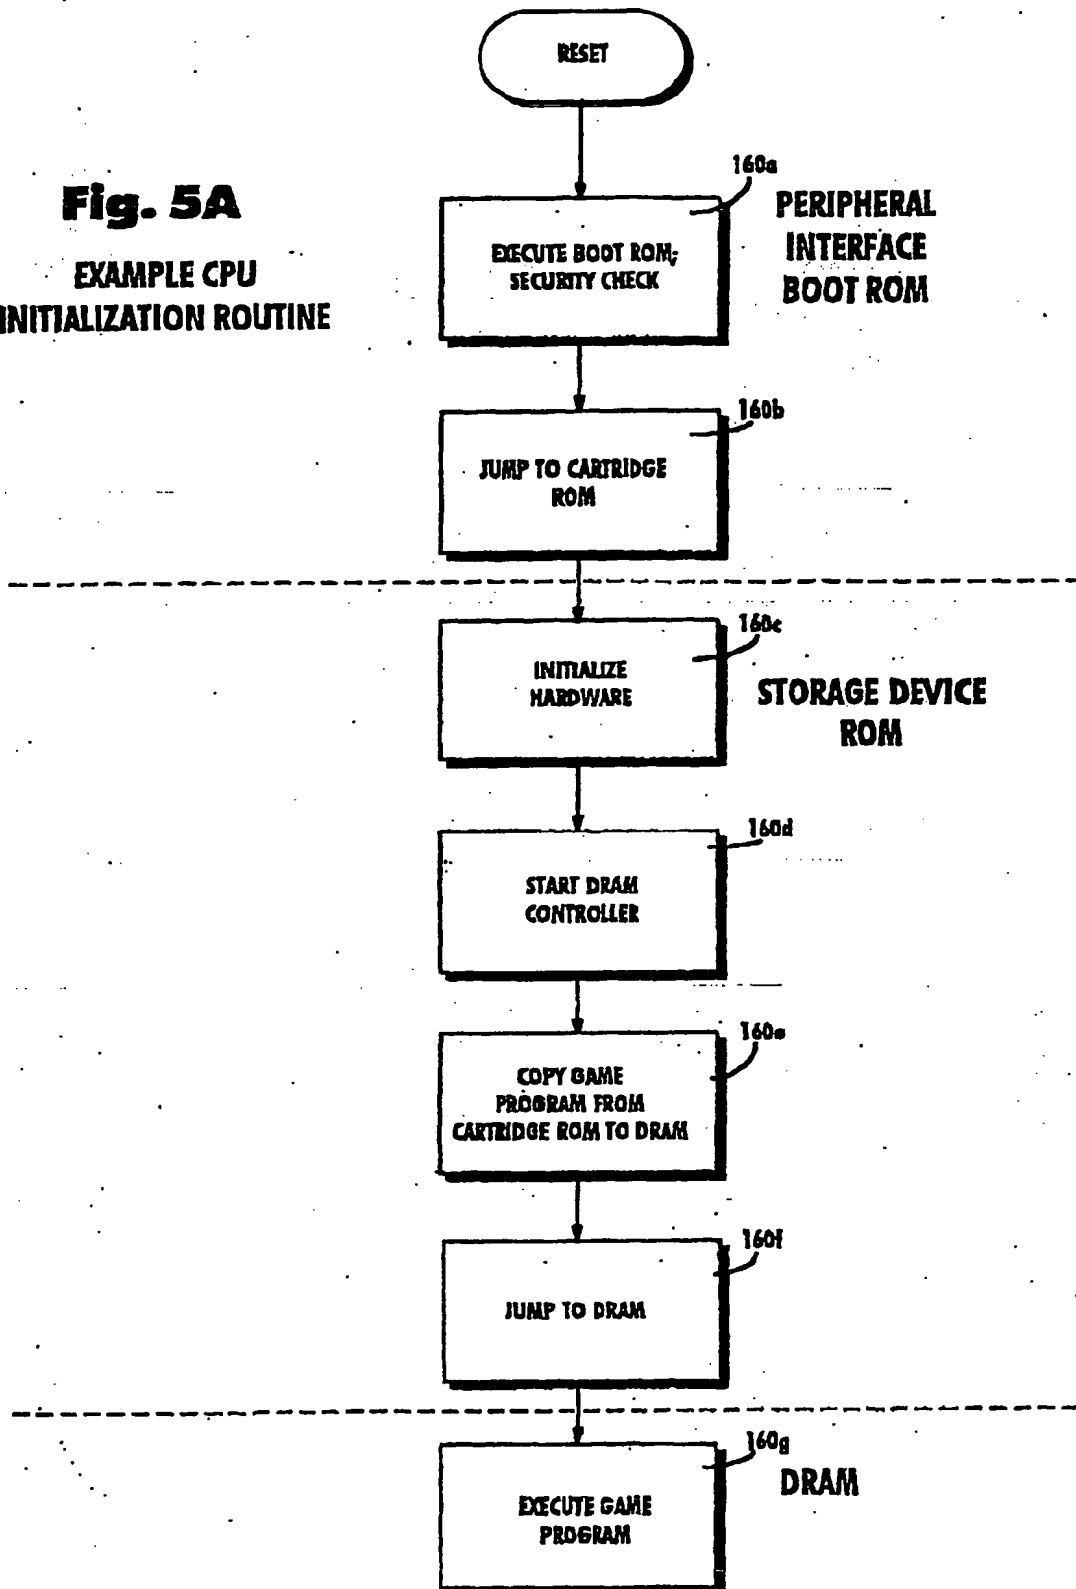 RESET
Fig. 5A
EXAMPLE CPU
INITIALIZATION ROUTINE
160a
EXECUTE BOOT ROM;
SECURITY CHECK
PERIPHERAL
INTERFACE
BOOT ROM
160b
JUMP TO CARTRIDGE
ROM
160c
INITIALIZE
HARDWARE
STORAGE DEVICE
ROM
160d
START DRAM
CONTROLLER
160e
COPY GAME
PROGRAM FROM
CARTRIDGE ROM TO DRAM
160f
JUMP TO DRAM
160g
EXECUTE GAME
PROGRAM
DRAM